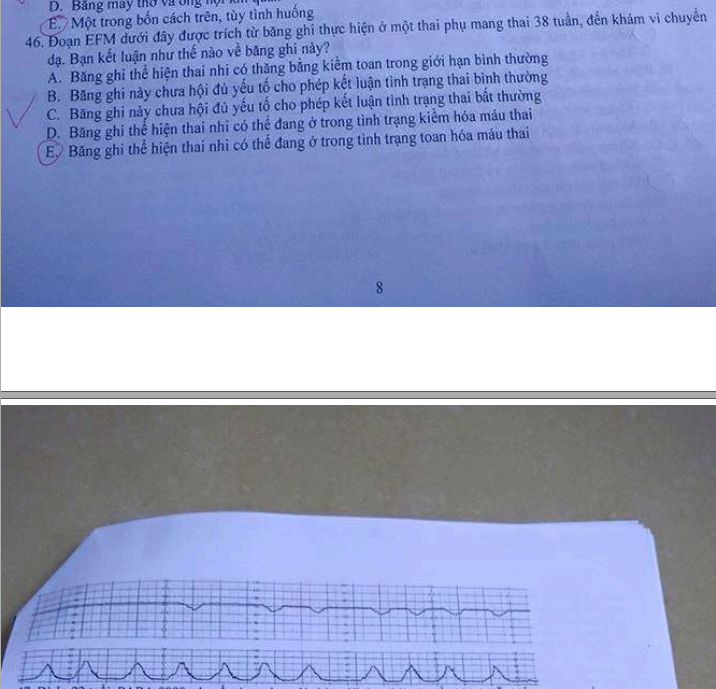 D. Bằng máy thở và ống nội khí
E. Một trong bốn cách trên, tùy tình huống
46. Đoạn EFM dưới đây được trích từ băng ghi thực hiện ở một thai phụ mang thai 38 tuần, đến khám vì chuyển
dạ. Bạn kết luận như thế nào về băng ghi này?
A. Băng ghi thể hiện thai nhi có thăng bằng kiềm toan trong giới hạn bình thường
B. Băng ghi này chưa hội đủ yếu tố cho phép kết luận tình trạng thai bình thường
C. Băng ghi này chưa hội đủ yếu tố cho phép kết luận tình trạng thai bất thường
D. Băng ghi thể hiện thai nhi có thể đang ở trong tình trạng kiềm hóa máu thai
E. Băng ghi thể hiện thai nhi có thể đang ở trong tình trạng toan hóa máu thai
8